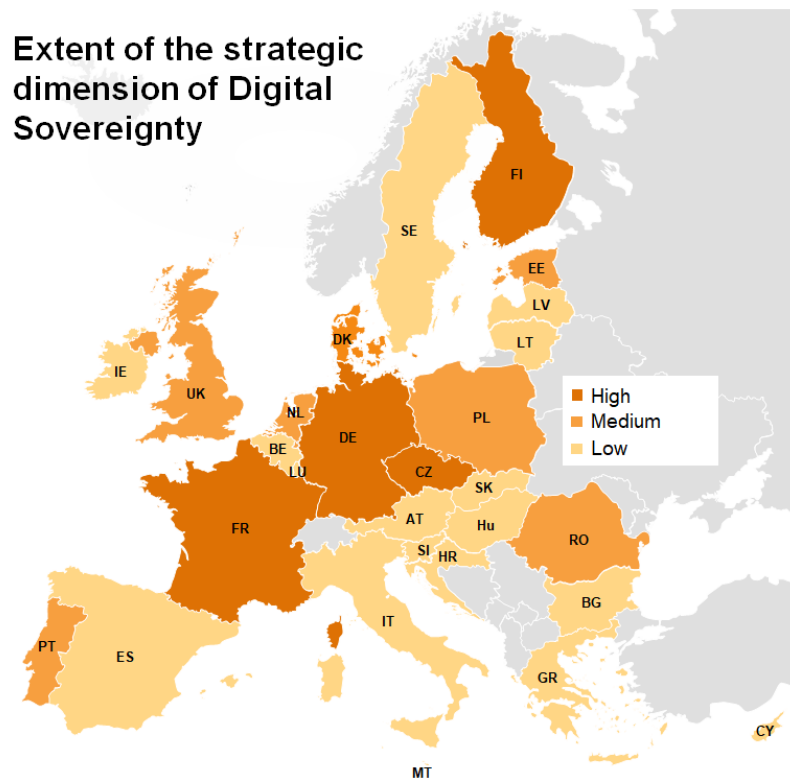 Extent of the strategic
dimension of Digital
Sovereignty
FI
SE
EE
LV
LT
DK
IE
UK
NL
PL
High
Medium
Low
BE
DE
LU
CZ
SK
FR
AT
Hu
RO
SI
HR
BG
IT
PT
ES
GR
CY
MT